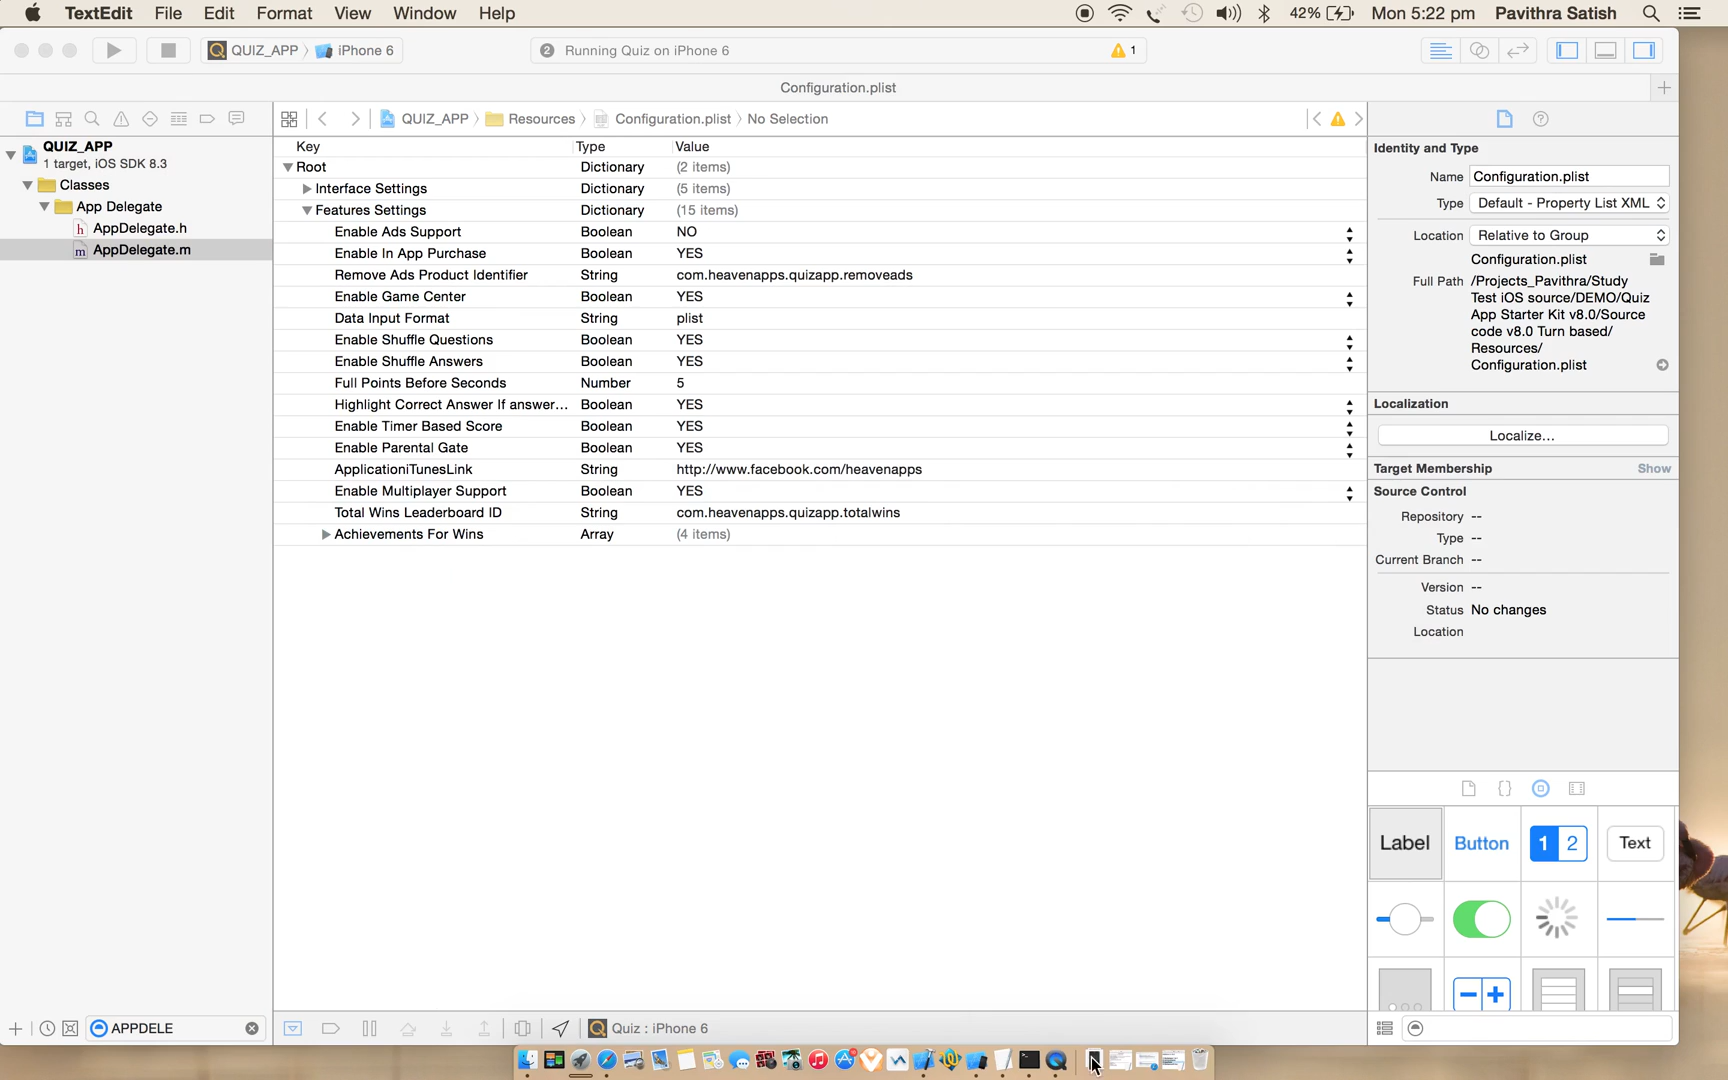 TextEdit File Edit Format View Window Help 42% Mon 5:22 pm Pavithra Satish
QUIZ_APP iPhone 6 2 Running Quiz on iPhone 6 1
Configuration.plist
QUIZ_APP Resources Configuration.plist No Selection
QUIZ_APP
1 target, iOS SDK 8.3
Classes
App Delegate
h AppDelegate.h
m AppDelegate.m
Key Type Value
Root Dictionary (2 items)
Interface Settings Dictionary (5 items)
Features Settings Dictionary (15 items)
Enable Ads Support Boolean NO
Enable In App Purchase Boolean YES
Remove Ads Product Identifier String com.heavenapps.quizapp.removeads
Enable Game Center Boolean YES
Data Input Format String plist
Enable Shuffle Questions Boolean YES
Enable Shuffle Answers Boolean YES
Full Points Before Seconds Number 5
Highlight Correct Answer If answer... Boolean YES
Enable Timer Based Score Boolean YES
Enable Parental Gate Boolean YES
ApplicationiTunesLink String http://www.facebook.com/heavenapps
Enable Multiplayer Support Boolean YES
Total Wins Leaderboard ID String com.heavenapps.quizapp.totalwins
Achievements For Wins Array (4 items)
Identity and Type
Name Configuration.plist
Type Default - Property List XML
Location Relative to Group
Configuration.plist
Full Path /Projects_Pavithra/Study
Test iOS source/DEMO/Quiz
App Starter Kit v8.0/Source
code v8.0 Turn based/
Resources/
Configuration.plist
Localization
Localize...
Target Membership Show
Source Control
Repository --
Type --
Current Branch --
Version --
Status No changes
Location
Label Button 1 2 Text
APPDELE
Quiz : iPhone 6